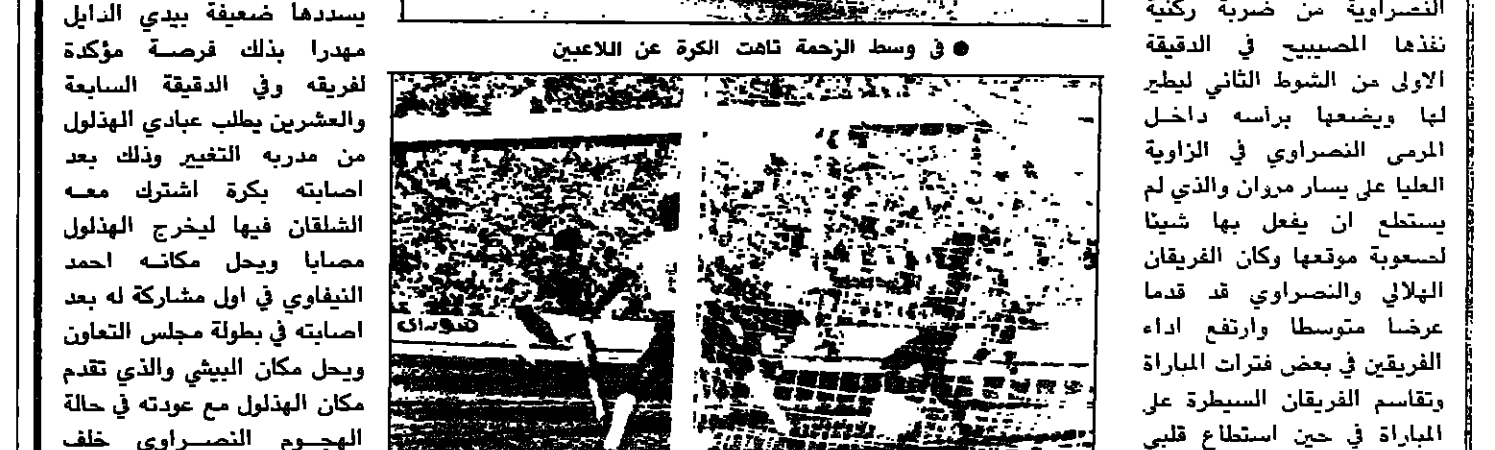 النصراوية من ضربة ركنية
نفذها المصيبيح في الدقيقة
الاولى من الشوط الثاني ليطير
لها ويضعها برأسه داخل
المرمى النصراوي في الزاوية
العليا على يسار مروان والذي لم
يستطع ان يفعل بها شيئا
لصعوبة موقعها وكان الفريقان
الهلالي والنصراوي قد قدما
عرضا متوسطا وارتفع اداء
الفريقين في بعض فترات المباراة
وتقاسم الفريقان السيطرة على
المباراة في حين استطاع قلبي
● في وسط الزحمة تاهت الكرة عن اللاعبين
يسددها ضعيفة بيدي الدايل
مهدرا بذلك فرصة مؤكدة
لفريقه وفي الدقيقة السابعة
والعشرين يطلب عبادي الهذلول
من مدربه التغيير وذلك بعد
اصابته بكرة اشترك معه
الشلقان فيها ليخرج الهذلول
مصابا ويحل مكانه احمد
النيفاوي في اول مشاركة له بعد
اصابته في بطولة مجلس التعاون
ويحل مكان البيشي والذي تقدم
مكان الهذلول مع عودته في حالة
الهجوم النصراوي خلف